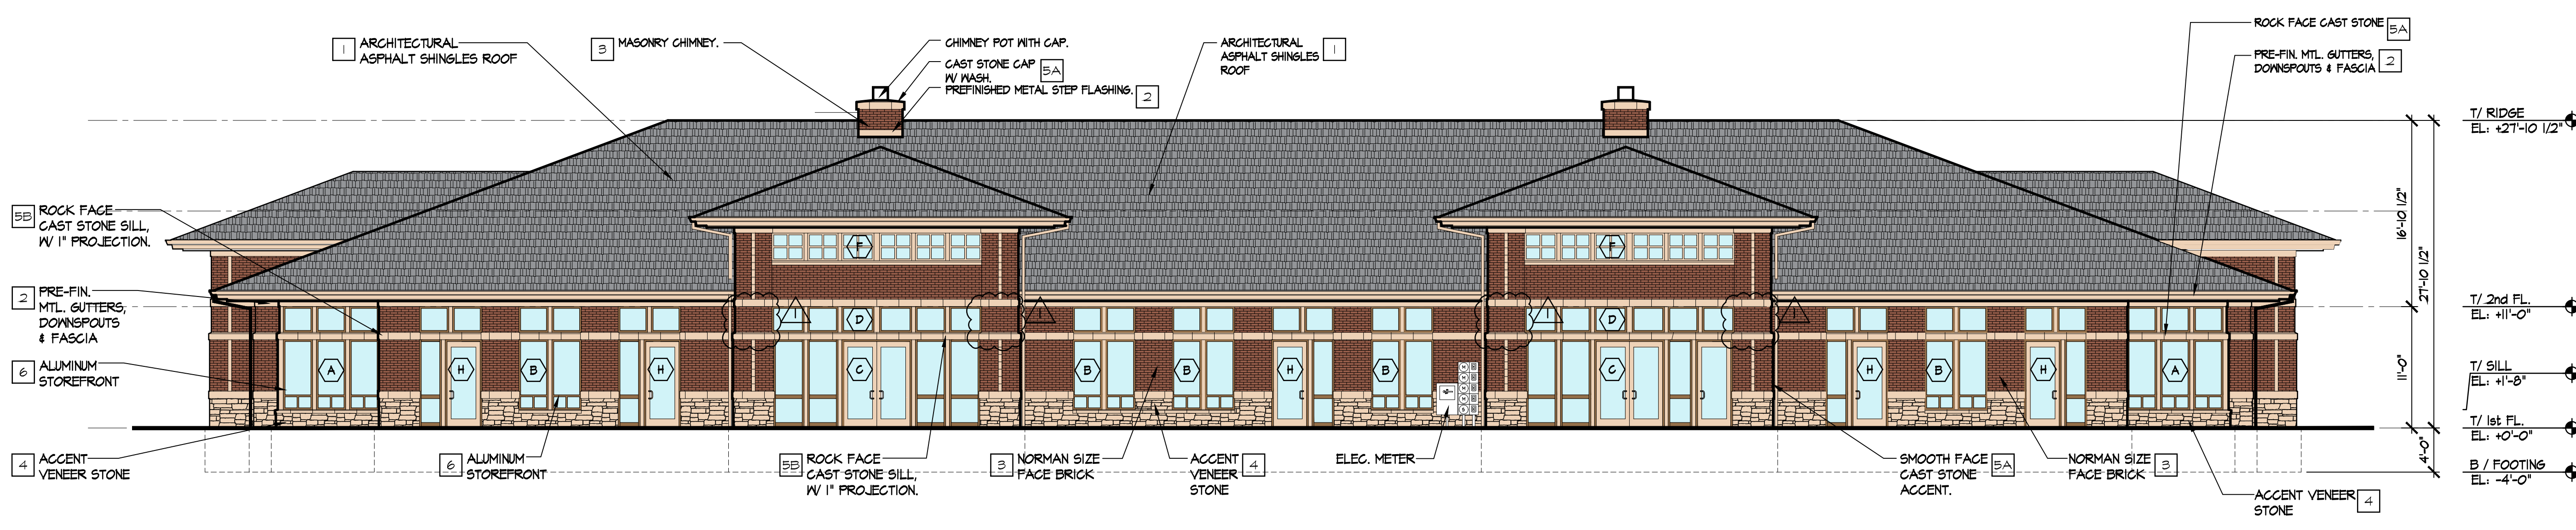 1 ARCHITECTURAL
ASPHALT SHINGLES ROOF
3 MASONRY CHIMNEY.
CHIMNEY POT WITH CAP.
CAST STONE CAP
W/ WASH. 5A
PREFINISHED METAL STEP FLASHING. 2
ARCHITECTURAL
ASPHALT SHINGLES 1
ROOF
ROCK FACE CAST STONE 5A
PRE-FIN. MTL. GUTTERS,
DOWNSPOUTS & FASCIA 2
T/ RIDGE
EL: +27'-10 1/2"
5B ROCK FACE
CAST STONE SILL,
W/ 1" PROJECTION.
16'-10 1/2"
27'-10 1/2"
F
F
2 PRE-FIN.
MTL. GUTTERS,
DOWNSPOUTS
& FASCIA
1
D
1
1
D
1
T/ 2nd FL.
EL: +11'-0"
6 ALUMINUM
STOREFRONT
A
H
B
H
C
B
B
H
B
C
H
B
H
A
11'-0"
T/ SILL
EL: +1'-8"
T/ 1st FL.
EL: +0'-0"
4 ACCENT
VENEER STONE
6 ALUMINUM
STOREFRONT
5B ROCK FACE
CAST STONE SILL,
W/ 1" PROJECTION.
3 NORMAN SIZE
FACE BRICK
ACCENT
VENEER 4
STONE
ELEC. METER
SMOOTH FACE
CAST STONE 5A
ACCENT.
NORMAN SIZE
FACE BRICK 3
4'-0"
B / FOOTING
EL: -4'-0"
ACCENT VENEER 4
STONE